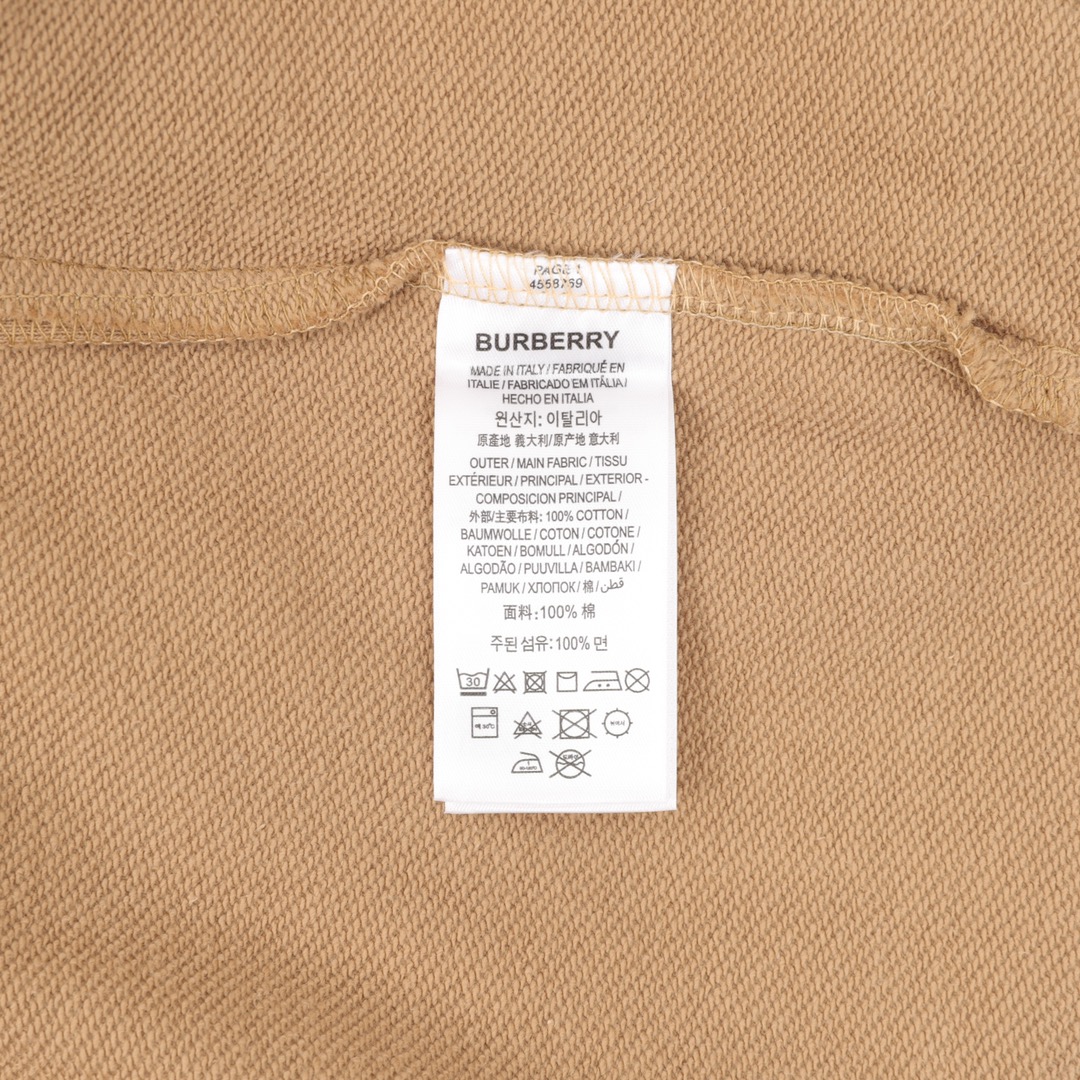 PAGE 1
4558769
BURBERRY
MADE IN ITALY / FABRIQUÉ EN
ITALIE / FABRICADO EM ITÁLIA /
HECHO EN ITALIA
원산지: 이탈리아
原產地 義大利/原产地 意大利
OUTER / MAIN FABRIC / TISSU
EXTÉRIEUR / PRINCIPAL / EXTERIOR -
COMPOSICION PRINCIPAL /
外部/主要布料: 100% COTTON /
BAUMWOLLE / COTON / COTONE /
KATOEN / BOMULL / ALGODÓN /
ALGODÃO / PUUVILLA / BAMBAKI /
PAMUK / ХЛОПОК / 棉 / قطن
面料:100% 棉
주된 섬유:100% 면
30